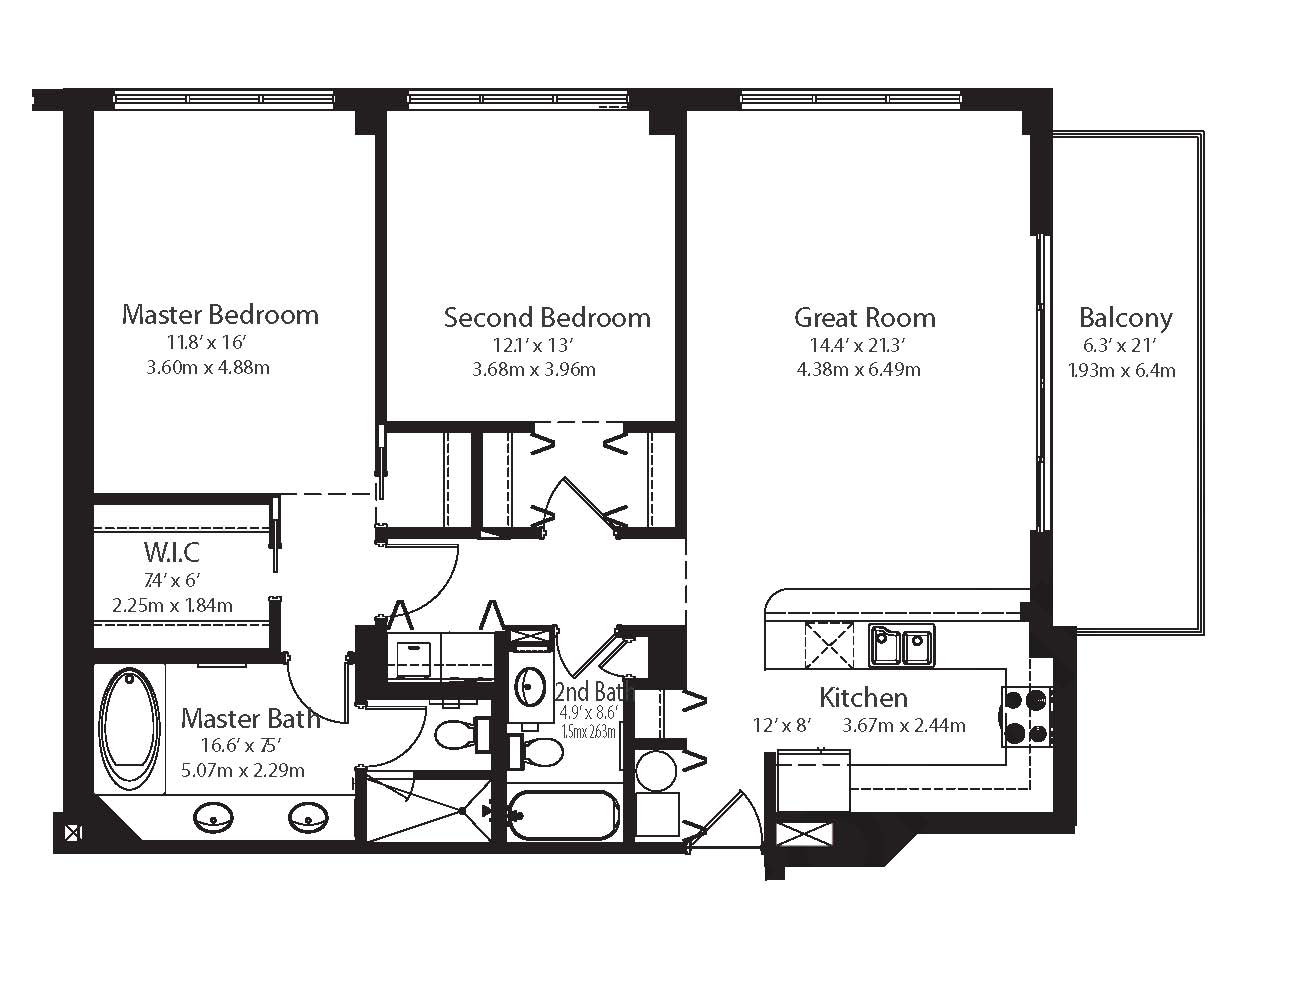 Master Bedroom
11.8' x 16'
3.60m x 4.88m
Second Bedroom
12.1' x 13'
3.68m x 3.96m
Great Room
14.4' x 21.3'
4.38m x 6.49m
Balcony
6.3' x 21'
1.93m x 6.4m
W.I.C
7.4' x 6'
2.25m x 1.84m
Master Bath
16.6' x 7.5'
5.07m x 2.29m
2nd Bat
4.9' x 8.6'
1.5m x 2.63m
Kitchen
12' x 8' 3.67m x 2.44m